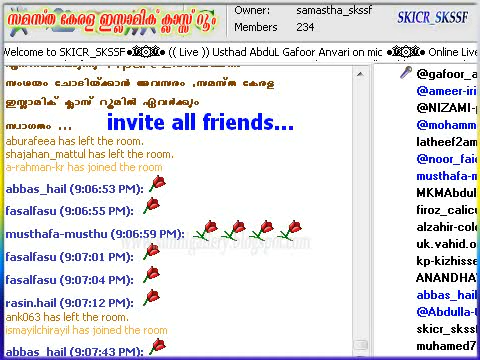 സമസ്ത കേരള ഇസ്ലാമിക് ക്ലാസ്സ് റൂം
Owner: samastha_skssf
Members 234
SKICR_SKSSF
Welcome to SKICR_SKSSF (( Live )) Usthad AbduL Gafoor Anvari on mic Online Live
സംശയം ചോദിയ്ക്കാൻ അവസരം ,സമസ്ത കേരള
ഇസ്ലാമിക് ക്ലാസ് റൂമിൽ ഏവർക്കും
സ്വാഗതം ... invite all friends...
aburafeea has left the room.
shajahan_mattul has left the room.
a-rahman-kr has joined the room
abbas_hail (9:06:53 PM):
fasalfasu (9:06:55 PM):
musthafa-musthu (9:06:59 PM):
fasalfasu (9:07:01 PM):
fasalfasu (9:07:04 PM):
rasin.hail (9:07:12 PM):
ank063 has left the room.
ismayilchirayil has joined the room
abbas_hail (9:07:43 PM):
@gafoor_a
@ameer-iri
@NIZAMI-p
@mohamm
latheef2am
@noor_faiz
musthafa-m
MKMAbdul
firoz_calicu
alzahir-colo
uk.vahid.o
kp-kizhisse
ANANDHAY
abbas_hail
@Abdulla-U
skicr_skssf
muhamed7